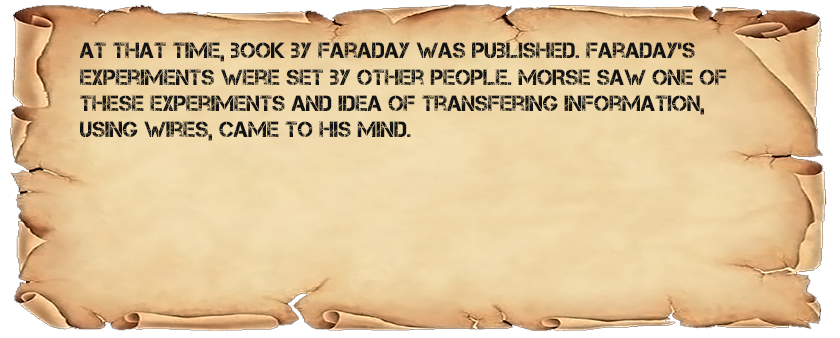 AT THAT TIME, BOOK BY FARADAY WAS PUBLISHED. FARADAY'S
EXPERIMENTS WERE SET BY OTHER PEOPLE. MORSE SAW ONE OF
THESE EXPERIMENTS AND IDEA OF TRANSFERING INFORMATION,
USING WIRES, CAME TO HIS MIND.